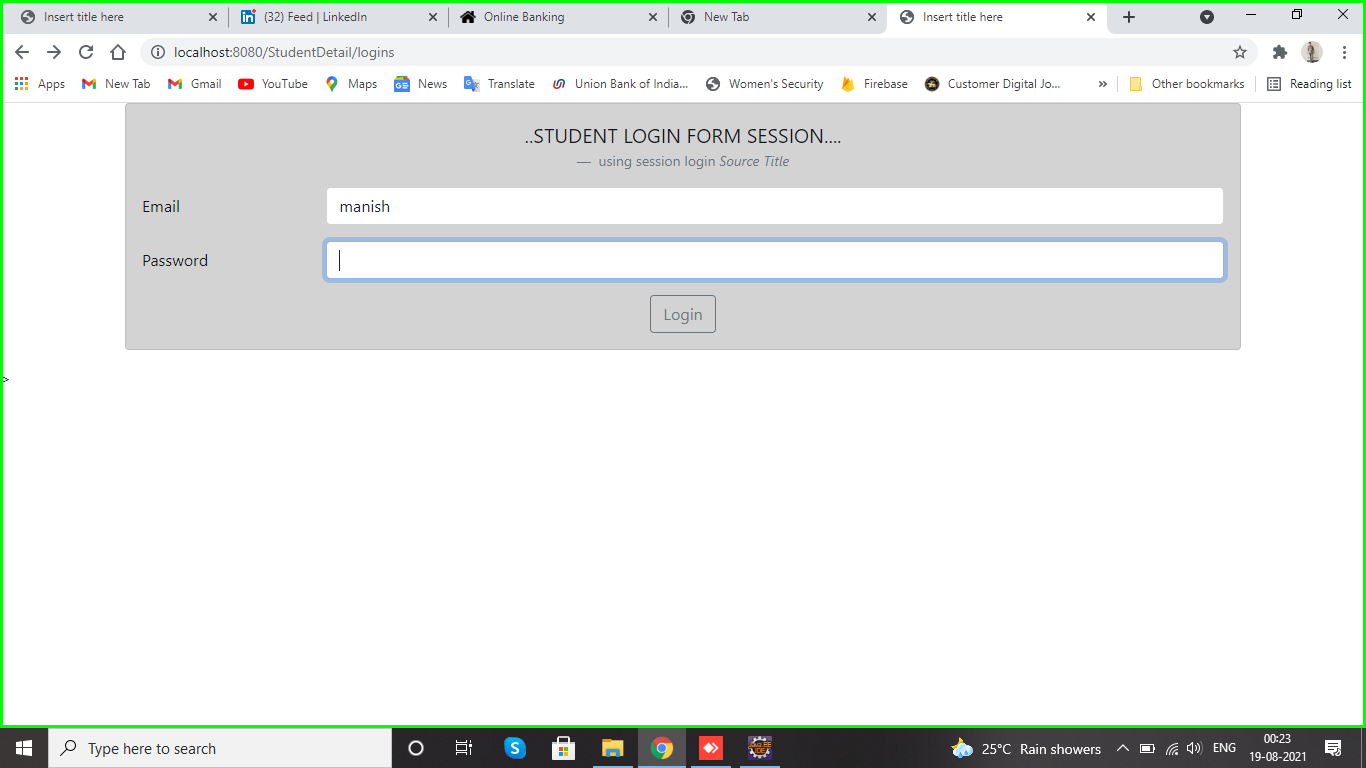 Insert title here
(32) Feed | LinkedIn
Online Banking
New Tab
Insert title here
localhost:8080/StudentDetail/logins
Apps
New Tab
Gmail
YouTube
Maps
News
Translate
Union Bank of India...
Women's Security
Firebase
Customer Digital Jo...
»
Other bookmarks
Reading list
..STUDENT LOGIN FORM SESSION....
— using session login Source Title
Email
manish
Password
Login
>
Type here to search
25°C Rain showers
ENG
00:23
19-08-2021